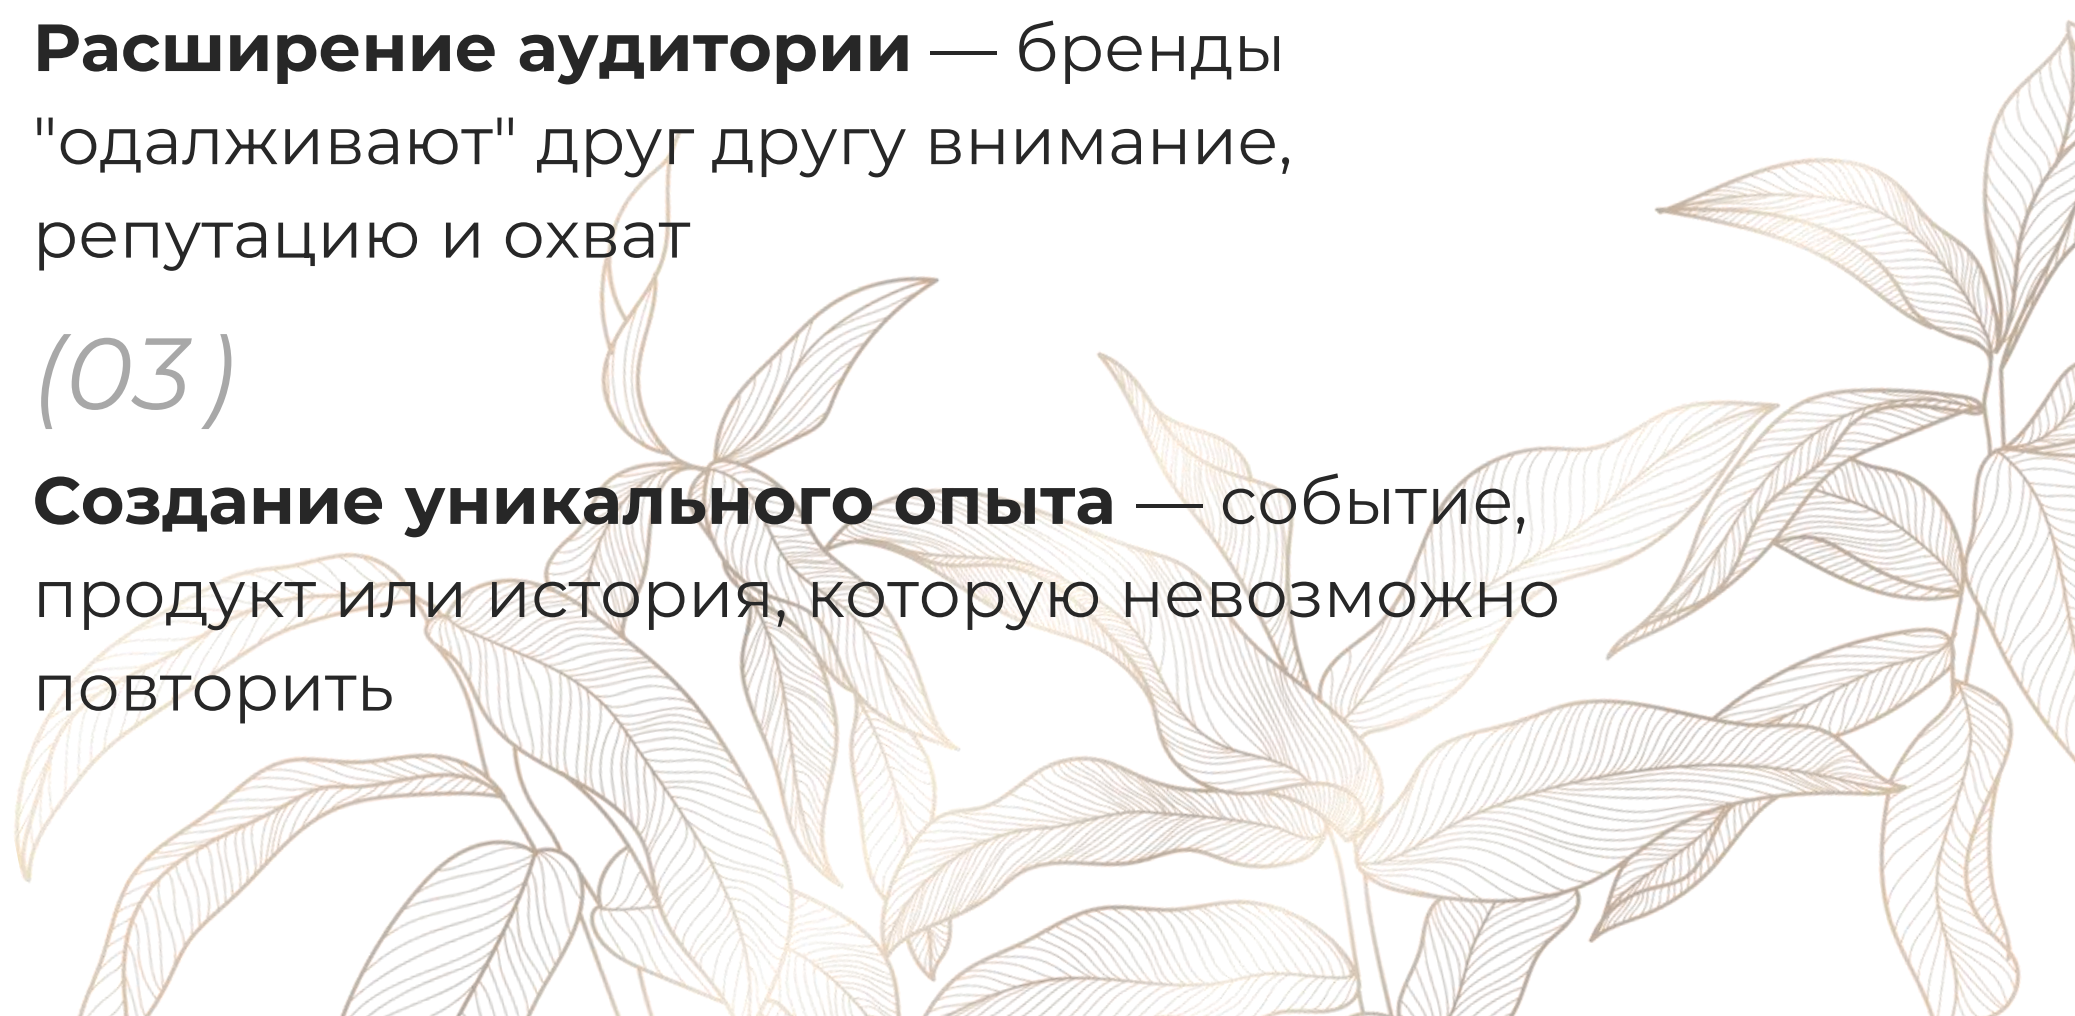 Расширение аудитории — бренды
"одалживают" друг другу внимание,
репутацию и охват
(03)
Создание уникального опыта — событие,
продукт или история, которую невозможно
повторить